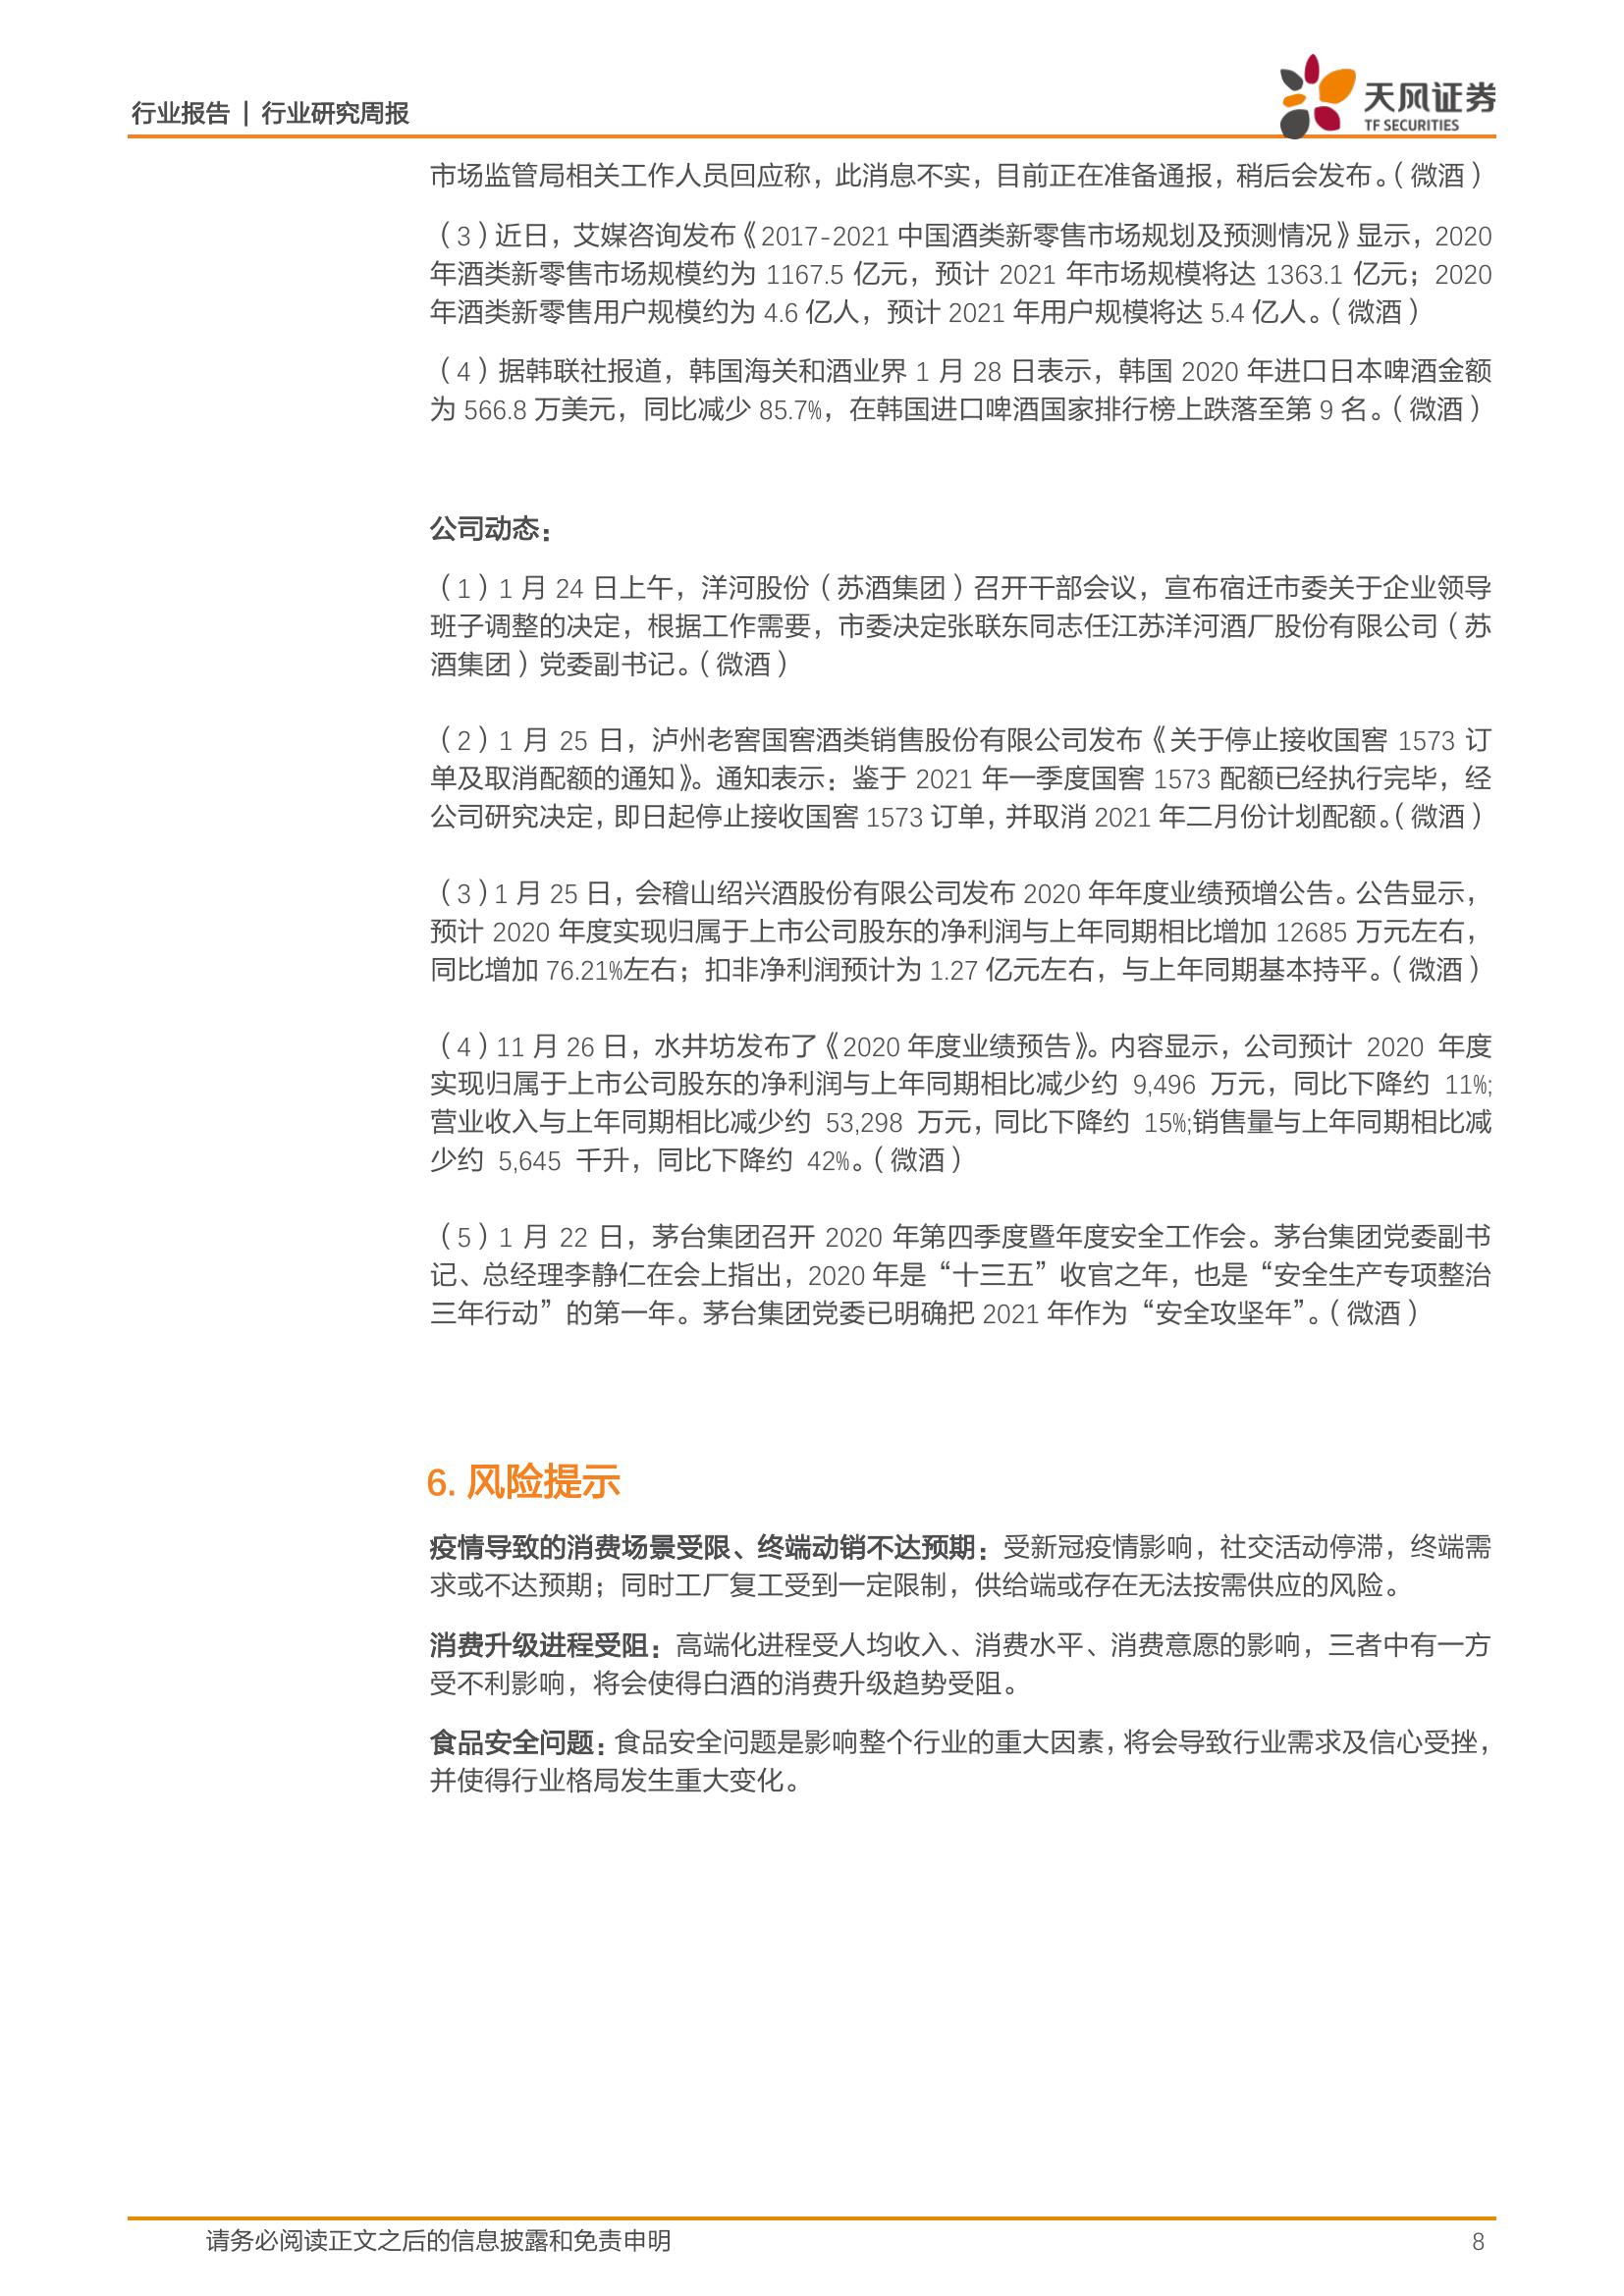 行业报告 | 行业研究周报
天风证券
TF SECURITIES
市场监管局相关工作人员回应称，此消息不实，目前正在准备通报，稍后会发布。（微酒）
（3）近日，艾媒咨询发布《2017-2021 中国酒类新零售市场规划及预测情况》显示，2020
年酒类新零售市场规模约为 1167.5 亿元，预计 2021 年市场规模将达 1363.1 亿元；2020
年酒类新零售用户规模约为 4.6 亿人，预计 2021 年用户规模将达 5.4 亿人。（微酒）
（4）据韩联社报道，韩国海关和酒业界 1 月 28 日表示，韩国 2020 年进口日本啤酒金额
为 566.8 万美元，同比减少 85.7%，在韩国进口啤酒国家排行榜上跌落至第 9 名。（微酒）
公司动态：
（1）1 月 24 日上午，洋河股份（苏酒集团）召开干部会议，宣布宿迁市委关于企业领导
班子调整的决定，根据工作需要，市委决定张联东同志任江苏洋河酒厂股份有限公司（苏
酒集团）党委副书记。（微酒）
（2）1 月 25 日，泸州老窖国窖酒类销售股份有限公司发布《关于停止接收国窖 1573 订
单及取消配额的通知》。通知表示：鉴于 2021 年一季度国窖 1573 配额已经执行完毕，经
公司研究决定，即日起停止接收国窖 1573 订单，并取消 2021 年二月份计划配额。（微酒）
（3）1 月 25 日，会稽山绍兴酒股份有限公司发布 2020 年年度业绩预增公告。公告显示，
预计 2020 年度实现归属于上市公司股东的净利润与上年同期相比增加 12685 万元左右，
同比增加 76.21%左右；扣非净利润预计为 1.27 亿元左右，与上年同期基本持平。（微酒）
（4）11 月 26 日，水井坊发布了《2020 年度业绩预告》。内容显示，公司预计 2020 年度
实现归属于上市公司股东的净利润与上年同期相比减少约 9,496 万元，同比下降约 11%;
营业收入与上年同期相比减少约 53,298 万元，同比下降约 15%;销售量与上年同期相比减
少约 5,645 千升，同比下降约 42%。（微酒）
（5）1 月 22 日，茅台集团召开 2020 年第四季度暨年度安全工作会。茅台集团党委副书
记、总经理李静仁在会上指出，2020 年是“十三五”收官之年，也是“安全生产专项整治
三年行动”的第一年。茅台集团党委已明确把 2021 年作为“安全攻坚年”。（微酒）
6. 风险提示
疫情导致的消费场景受限、终端动销不达预期：受新冠疫情影响，社交活动停滞，终端需
求或不达预期；同时工厂复工受到一定限制，供给端或存在无法按需供应的风险。
消费升级进程受阻：高端化进程受人均收入、消费水平、消费意愿的影响，三者中有一方
受不利影响，将会使得白酒的消费升级趋势受阻。
食品安全问题：食品安全问题是影响整个行业的重大因素，将会导致行业需求及信心受挫，
并使得行业格局发生重大变化。
请务必阅读正文之后的信息披露和免责申明
8